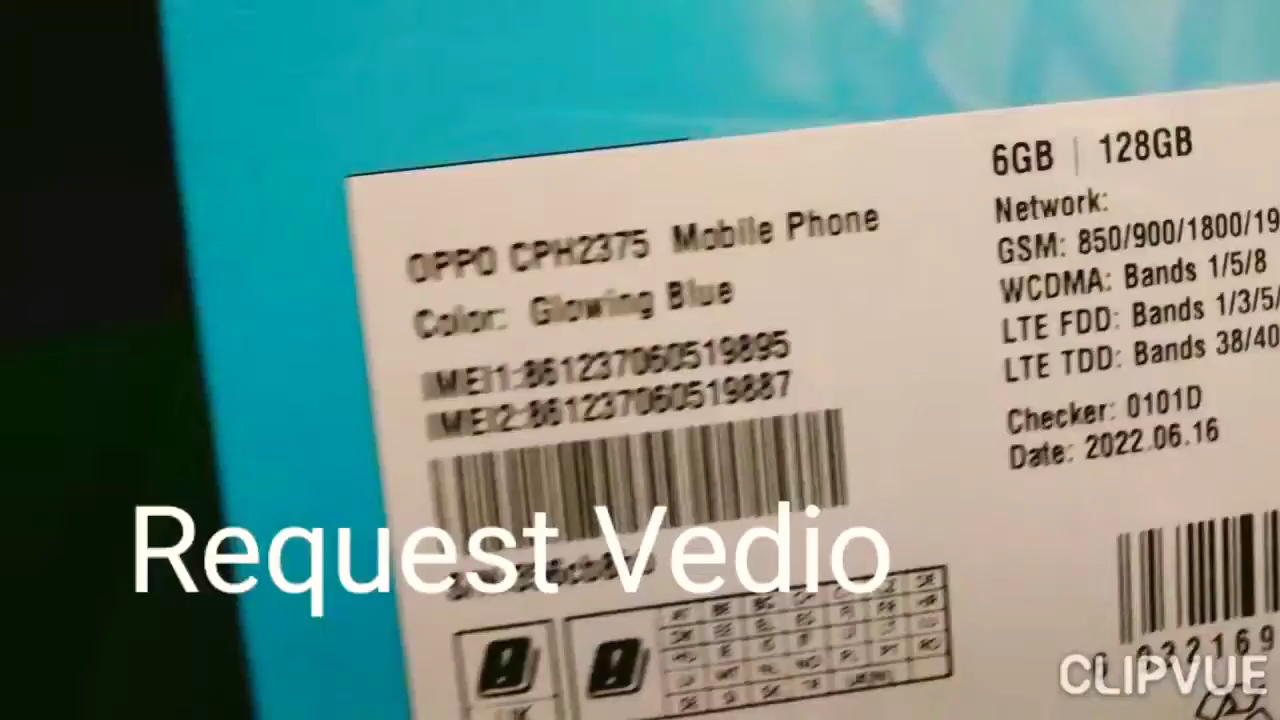 6GB | 128GB
OPPO CPH2375 Mobile Phone
Color: Glowing Blue
IMEI1:861237060519895
IMEI2:861237060519887
Network:
GSM: 850/900/1800/19
WCDMA: Bands 1/5/8
LTE FDD: Bands 1/3/5/
LTE TDD: Bands 38/40
Checker: 0101D
Date: 2022.06.16
Request Vedio
932169
CLIPVUE